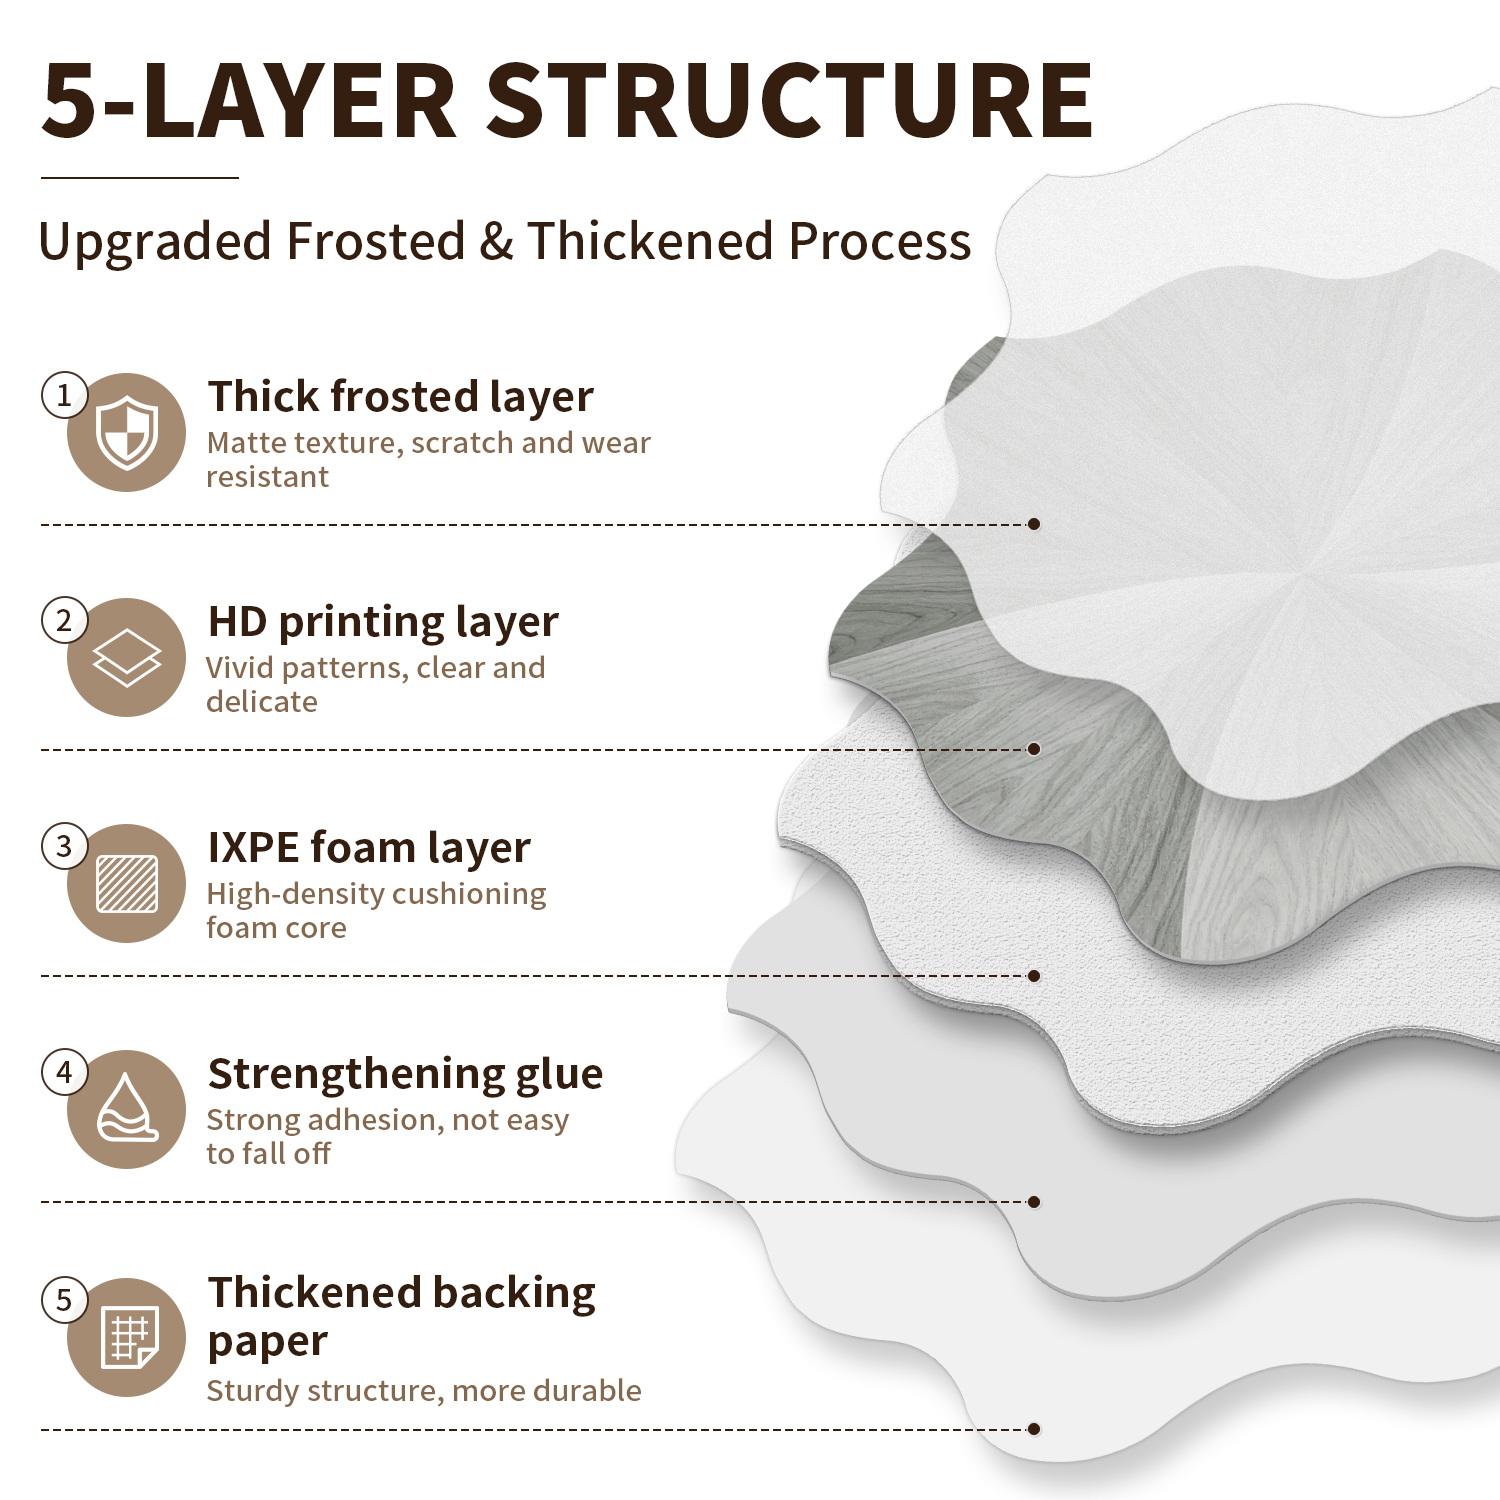 5-LAYER STRUCTURE
Upgraded Frosted & Thickened Process
1
Thick frosted layer
Matte texture, scratch and wear
resistant
2
HD printing layer
Vivid patterns, clear and
delicate
3
IXPE foam layer
High-density cushioning
foam core
4
Strengthening glue
Strong adhesion, not easy
to fall off
5
Thickened backing
paper
Sturdy structure, more durable